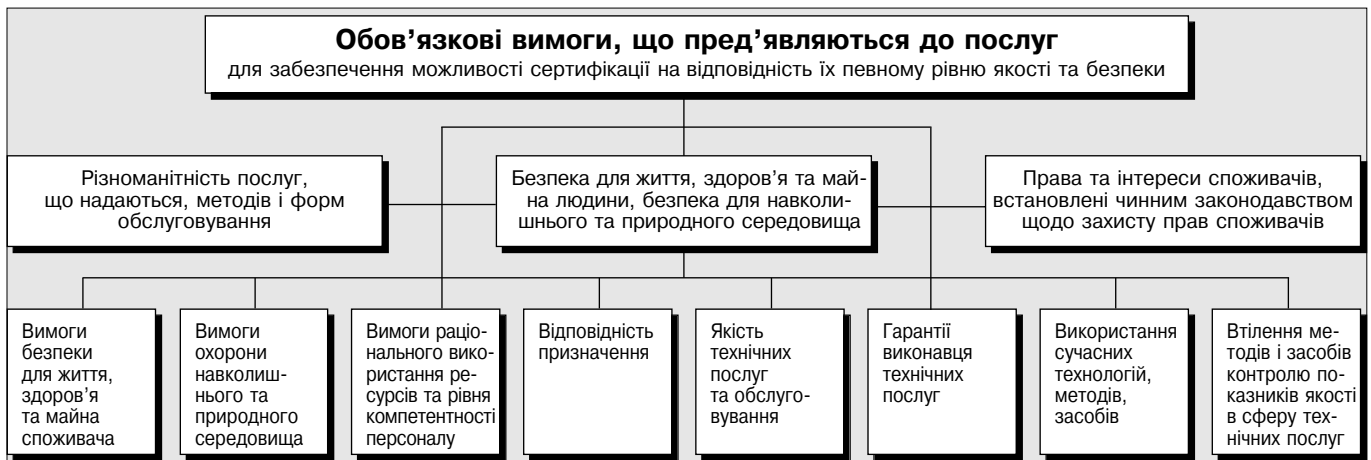 Обов’язкові вимоги, що пред’являються до послуг
для забезпечення можливості сертифікації на відповідність їх певному рівню якості та безпеки
Різноманітність послуг,
що надаються, методів і форм
обслуговування
Безпека для життя, здоров’я та май-
на людини, безпека для навколи-
шнього та природного середовища
Права та інтереси споживачів,
встановлені чинним законодавством
щодо захисту прав споживачів
Вимоги
безпеки
для життя,
здоров’я
та майна
споживача
Вимоги
охорони
навколиш-
нього та
природного
середовища
Вимоги раціо-
нального вико-
ристання ре-
сурсів та рівня
компетентності
персоналу
Відповідність
призначення
Якість
технічних
послуг
та обслуго-
вування
Гарантії
виконавця
технічних
послуг
Використання
сучасних
технологій,
методів,
засобів
Втілення ме-
тодів і засобів
контролю по-
казників якості
в сферу тех-
нічних послуг